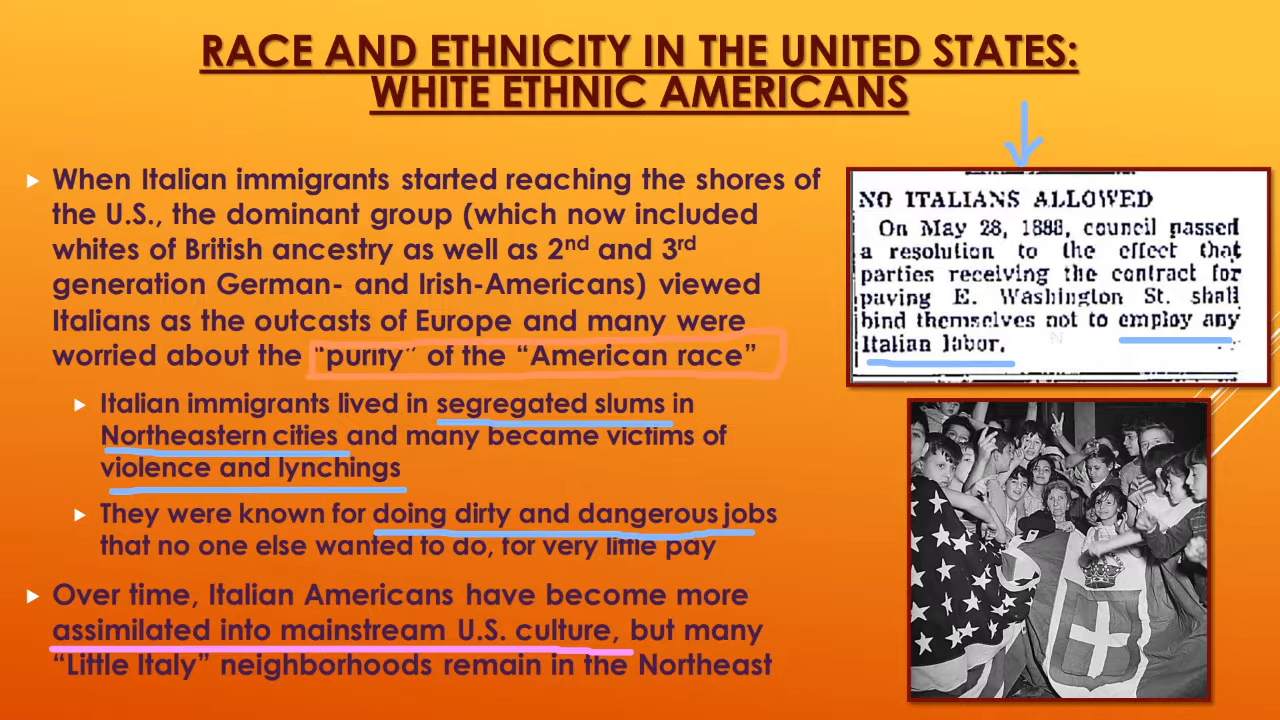 RACE AND ETHNICITY IN THE UNITED STATES:
WHITE ETHNIC AMERICANS
When Italian immigrants started reaching the shores of
the U.S., the dominant group (which now included
whites of British ancestry as well as 2nd and 3rd
generation German- and Irish-Americans) viewed
Italians as the outcasts of Europe and many were
worried about the “purity” of the “American race”
Italian immigrants lived in segregated slums in
Northeastern cities and many became victims of
violence and lynchings
They were known for doing dirty and dangerous jobs
that no one else wanted to do, for very little pay
Over time, Italian Americans have become more
assimilated into mainstream U.S. culture, but many
“Little Italy” neighborhoods remain in the Northeast
NO ITALIANS ALLOWED
On May 28, 1888, council passed
a resolution to the effect that
parties receiving the contract for
paving E. Washington St. shall
bind themselves not to employ any
Italian labor.